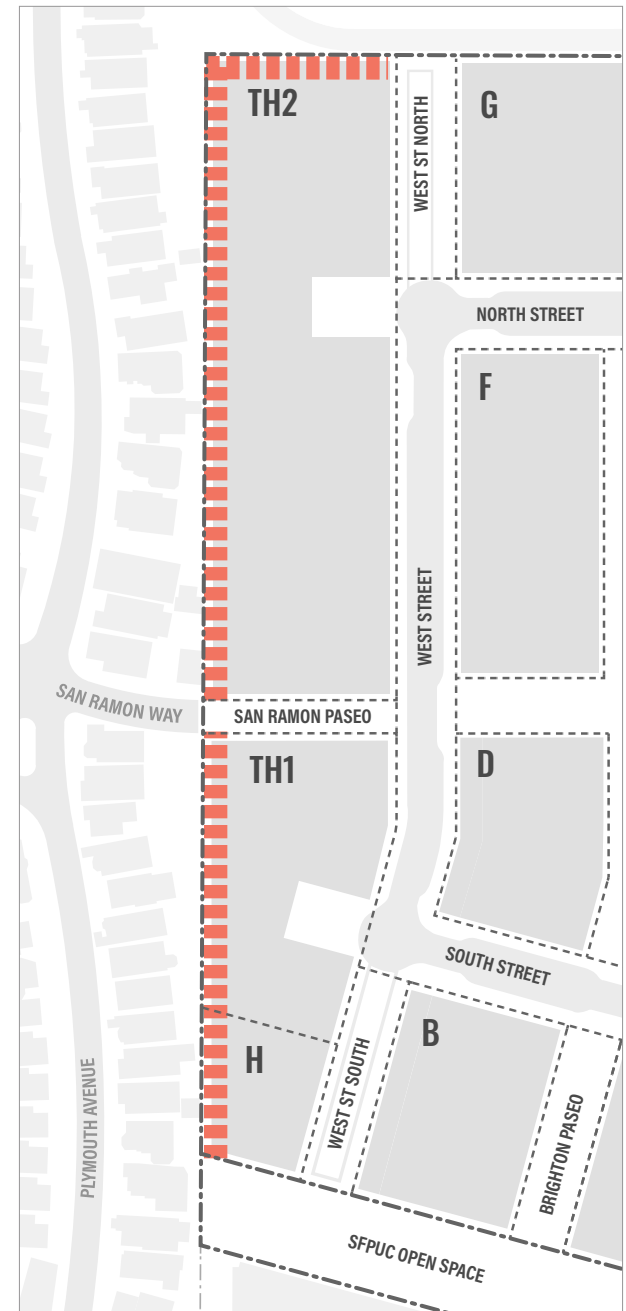 TH2
G
WEST ST NORTH
NORTH STREET
F
WEST STREET
SAN RAMON WAY
SAN RAMON PASEO
TH1
D
SOUTH STREET
B
H
WEST ST SOUTH
PLYMOUTH AVENUE
BRIGHTON PASEO
SFPUC OPEN SPACE